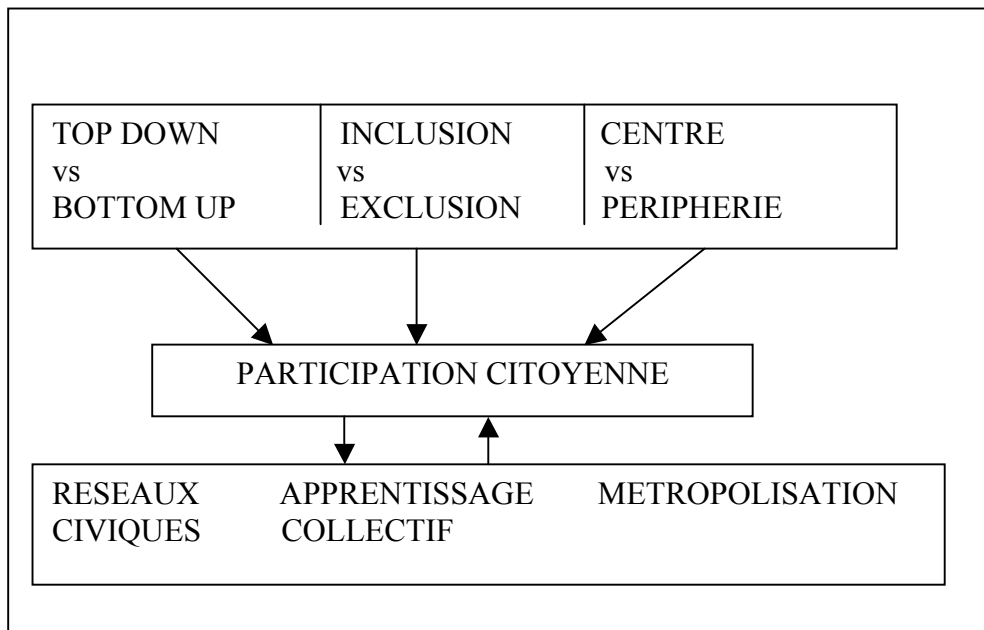 TOP DOWN
vs
BOTTOM UP
INCLUSION
vs
EXCLUSION
CENTRE
vs
PERIPHERIE
PARTICIPATION CITOYENNE
RESEAUX
CIVIQUES
APPRENTISSAGE
COLLECTIF
METROPOLISATION